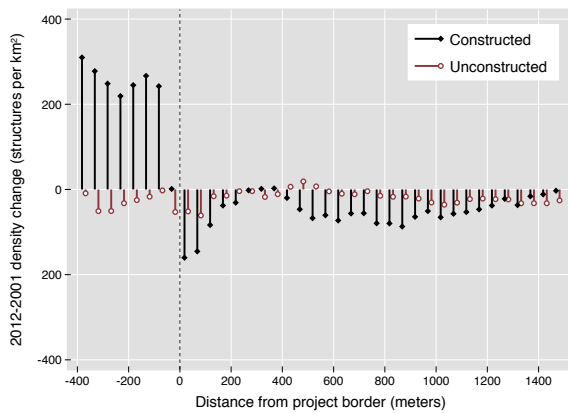 400
200
0
200
-400
2012-2001 density change (structures per km²)
Constructed
Unconstructed
-400 -200 0 200 400 600 800 1000 1200 1400
Distance from project border (meters)